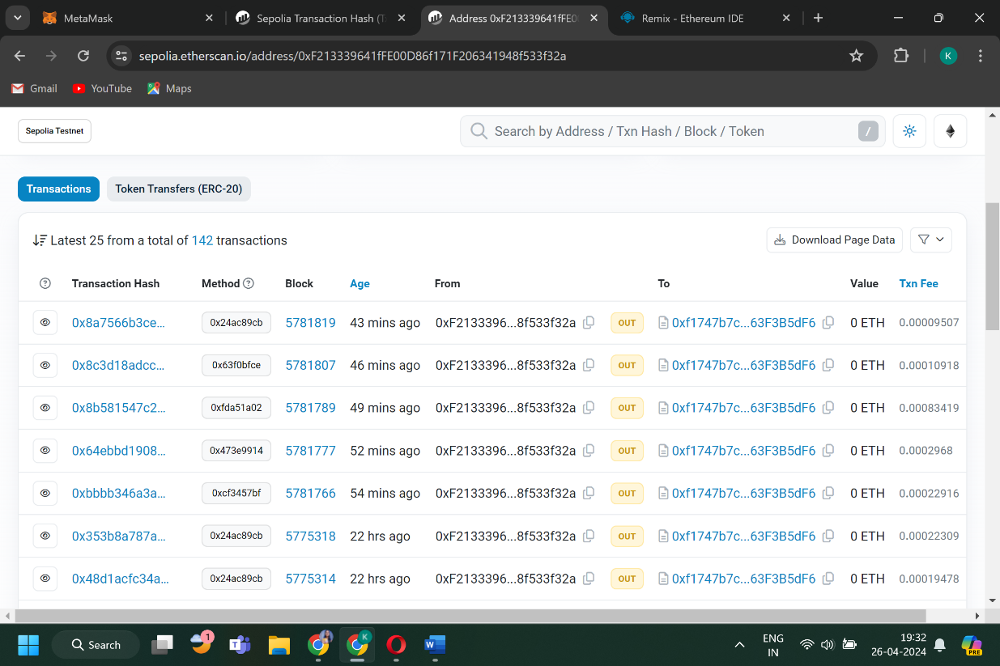 MetaMask
Sepolia Transaction Hash (T
Address 0xF213339641fFE0
Remix - Ethereum IDE
sepolia.etherscan.io/address/0xF213339641fFE00D86f171F206341948f533f32a
K
Gmail
YouTube
Maps
Sepolia Testnet
Search by Address / Txn Hash / Block / Token
/
Transactions
Token Transfers (ERC-20)
Latest 25 from a total of 142 transactions
Download Page Data
Transaction Hash Method Block Age From To Value Txn Fee
0x8a7566b3ce... 0x24ac89cb 5781819 43 mins ago 0xF2133396...8f533f32a OUT 0xf1747b7c...63F3B5dF6 0 ETH 0.00009507
0x8c3d18adcc... 0x63f0bfce 5781807 46 mins ago 0xF2133396...8f533f32a OUT 0xf1747b7c...63F3B5dF6 0 ETH 0.00010918
0x8b581547c2... 0xfda51a02 5781789 49 mins ago 0xF2133396...8f533f32a OUT 0xf1747b7c...63F3B5dF6 0 ETH 0.00083419
0x64ebbd1908... 0x473e9914 5781777 52 mins ago 0xF2133396...8f533f32a OUT 0xf1747b7c...63F3B5dF6 0 ETH 0.0002968
0xbbbb346a3a... 0xcf3457bf 5781766 54 mins ago 0xF2133396...8f533f32a OUT 0xf1747b7c...63F3B5dF6 0 ETH 0.00022916
0x353b8a787a... 0x24ac89cb 5775318 22 hrs ago 0xF2133396...8f533f32a OUT 0xf1747b7c...63F3B5dF6 0 ETH 0.00022309
0x48d1acfc34a... 0x24ac89cb 5775314 22 hrs ago 0xF2133396...8f533f32a OUT 0xf1747b7c...63F3B5dF6 0 ETH 0.00019478
Search
1
T
K
W
ENG
IN
19:32
26-04-2024
PRE